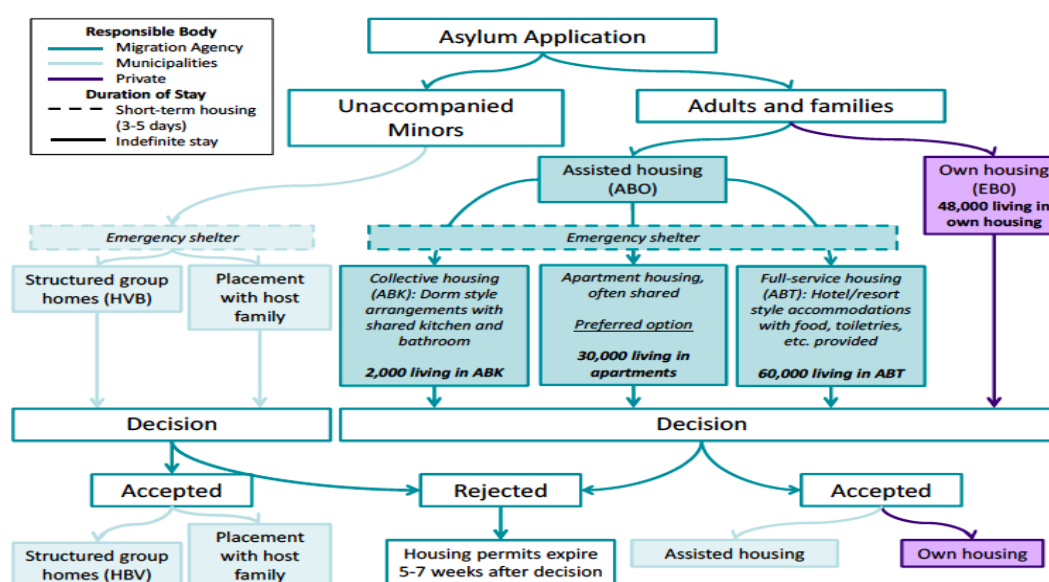 Responsible Body
Migration Agency
Municipalities
Private
Duration of Stay
Short-term housing
(3-5 days)
Indefinite stay
Asylum Application
Unaccompanied
Minors
Adults and families
Assisted housing
(ABO)
Own housing
(EB0)
48,000 living in
own housing
Emergency shelter
Emergency shelter
Structured group
homes (HVB)
Placement
with host
family
Collective housing
(ABK): Dorm style
arrangements with
shared kitchen and
bathroom
2,000 living in ABK
Apartment housing,
often shared
Preferred option
30,000 living in
apartments
Full-service housing
(ABT): Hotel/resort
style accommodations
with food, toiletries,
etc. provided
60,000 living in ABT
Decision
Decision
Accepted
Rejected
Accepted
Structured group
homes (HBV)
Placement
with host
family
Housing permits expire
5-7 weeks after decision
Assisted housing
Own housing